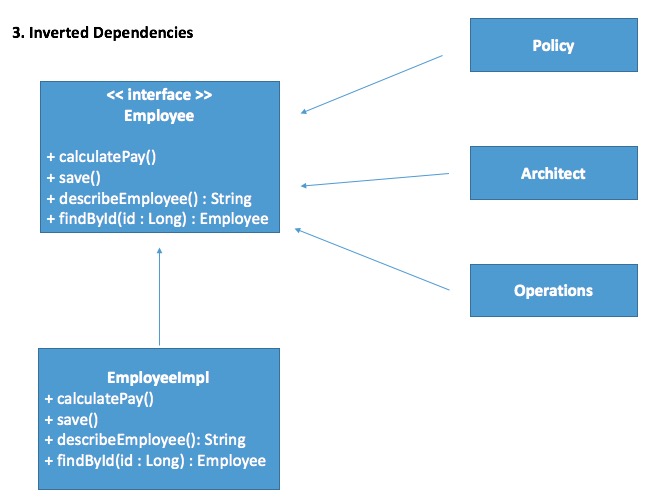 3. Inverted Dependencies
<< interface >>
Employee
+ calculatePay()
+ save()
+ describeEmployee() : String
+ findById(id : Long) : Employee
Policy
Architect
Operations
EmployeeImpl
+ calculatePay()
+ save()
+ describeEmployee(): String
+ findById(id : Long) : Employee